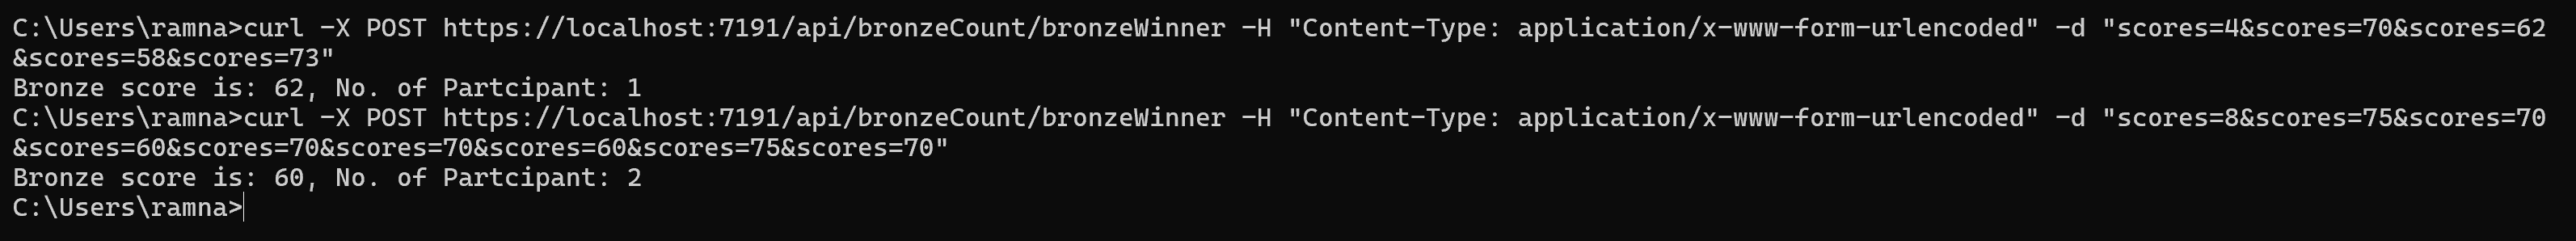 C:\Users\ramna>curl -X POST https://localhost:7191/api/bronzeCount/bronzeWinner -H "Content-Type: application/x-www-form-urlencoded" -d "scores=4&scores=70&scores=62
&scores=58&scores=73"
Bronze score is: 62, No. of Partcipant: 1
C:\Users\ramna>curl -X POST https://localhost:7191/api/bronzeCount/bronzeWinner -H "Content-Type: application/x-www-form-urlencoded" -d "scores=8&scores=75&scores=70
&scores=60&scores=70&scores=70&scores=60&scores=75&scores=70"
Bronze score is: 60, No. of Partcipant: 2
C:\Users\ramna>